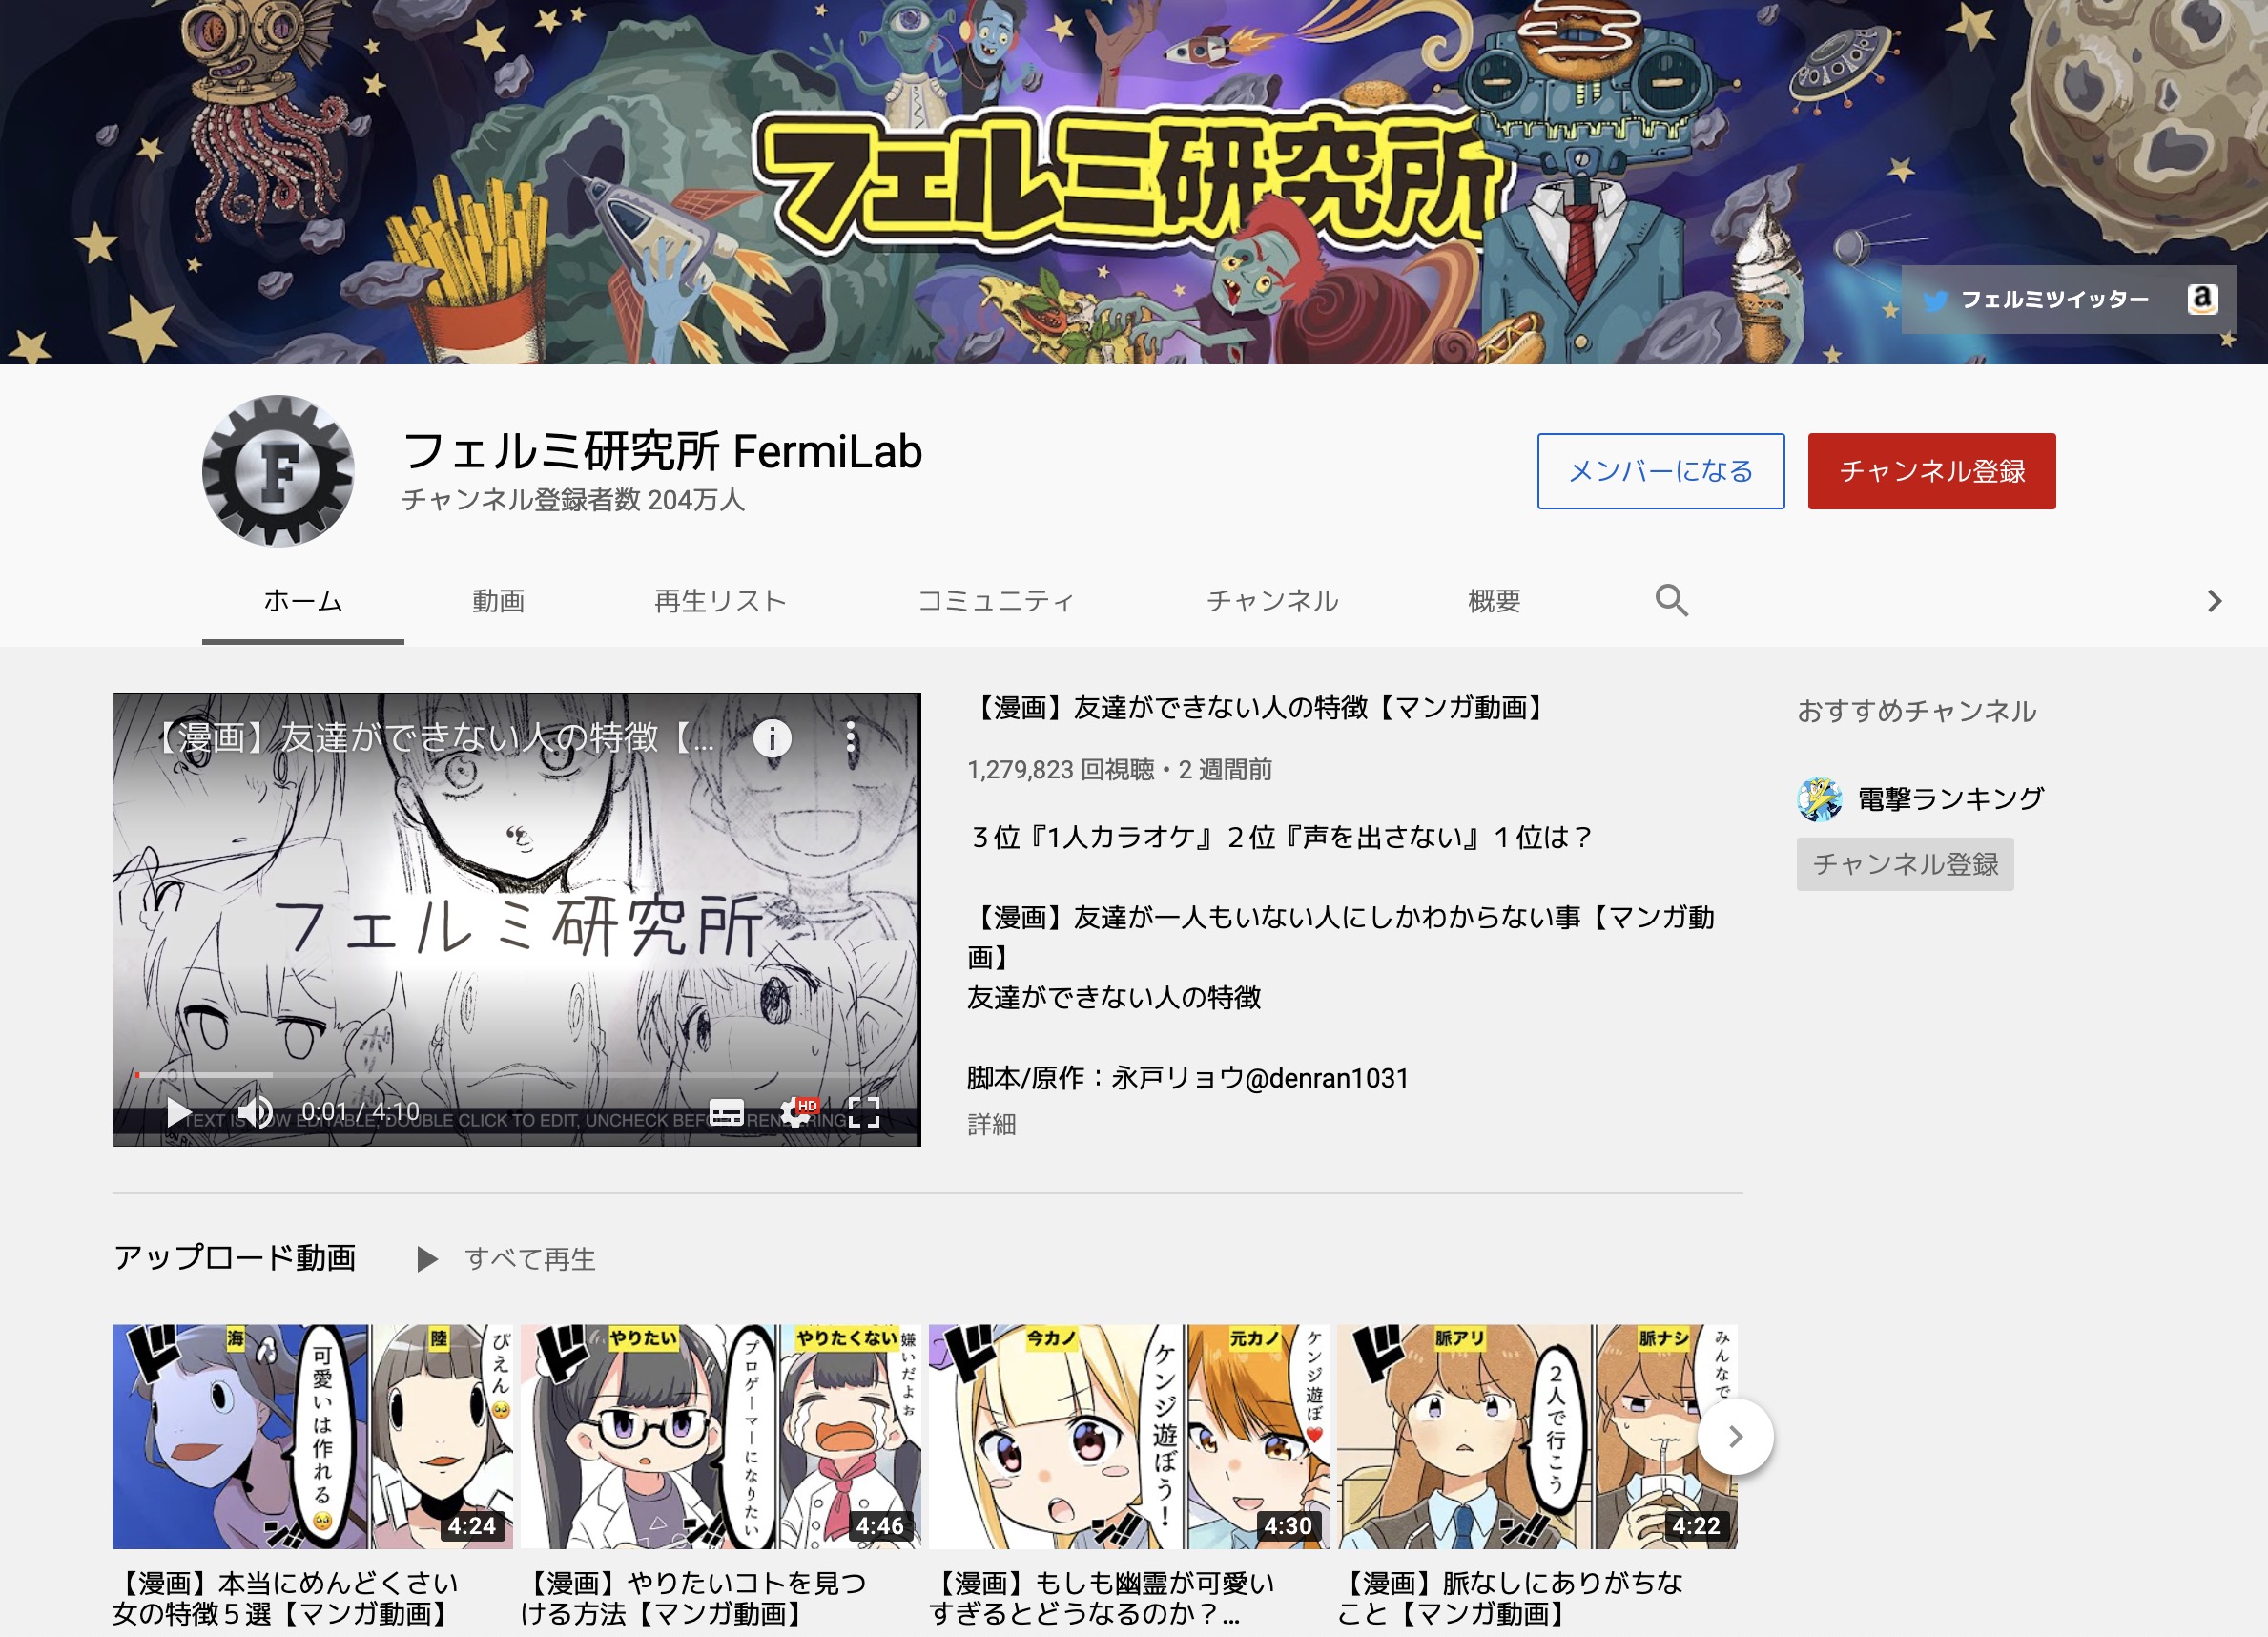 フェルミ研究所
フェルミツイッター
a
F
フェルミ研究所 FermiLab
チャンネル登録者数 204万人
メンバーになる
チャンネル登録
ホーム
動画
再生リスト
コミュニティ
チャンネル
概要
【漫画】友達ができない人の特徴【...
フェルミ研究所
0:01 / 4:10
HD
【漫画】友達ができない人の特徴【マンガ動画】
1,279,823 回視聴・2 週間前
３位『1人カラオケ』２位『声を出さない』１位は？
【漫画】友達が一人もいない人にしかわからない事【マンガ動
画】
友達ができない人の特徴
脚本/原作：永戸リョウ@denran1031
詳細
おすすめチャンネル
電撃ランキング
チャンネル登録
アップロード動画
すべて再生
ド
海
可愛いは作れる🥺
ン!!
陸
ぴえん🥺
4:24
【漫画】本当にめんどくさい
女の特徴５選【マンガ動画】
ド
やりたい
プロゲーマーになりたい
ン!!
やりたくない
嫌いだよぉ
4:46
【漫画】やりたいコトを見つ
ける方法【マンガ動画】
ド
今カノ
ケンジ遊ぼう！
ン!!
元カノ
ケンジ遊ぼ♥
4:30
【漫画】もしも幽霊が可愛い
すぎるとどうなるのか？...
ド
脈アリ
２人で行こう
ン!!
脈ナシ
みんなで
4:22
【漫画】脈なしにありがちな
こと【マンガ動画】